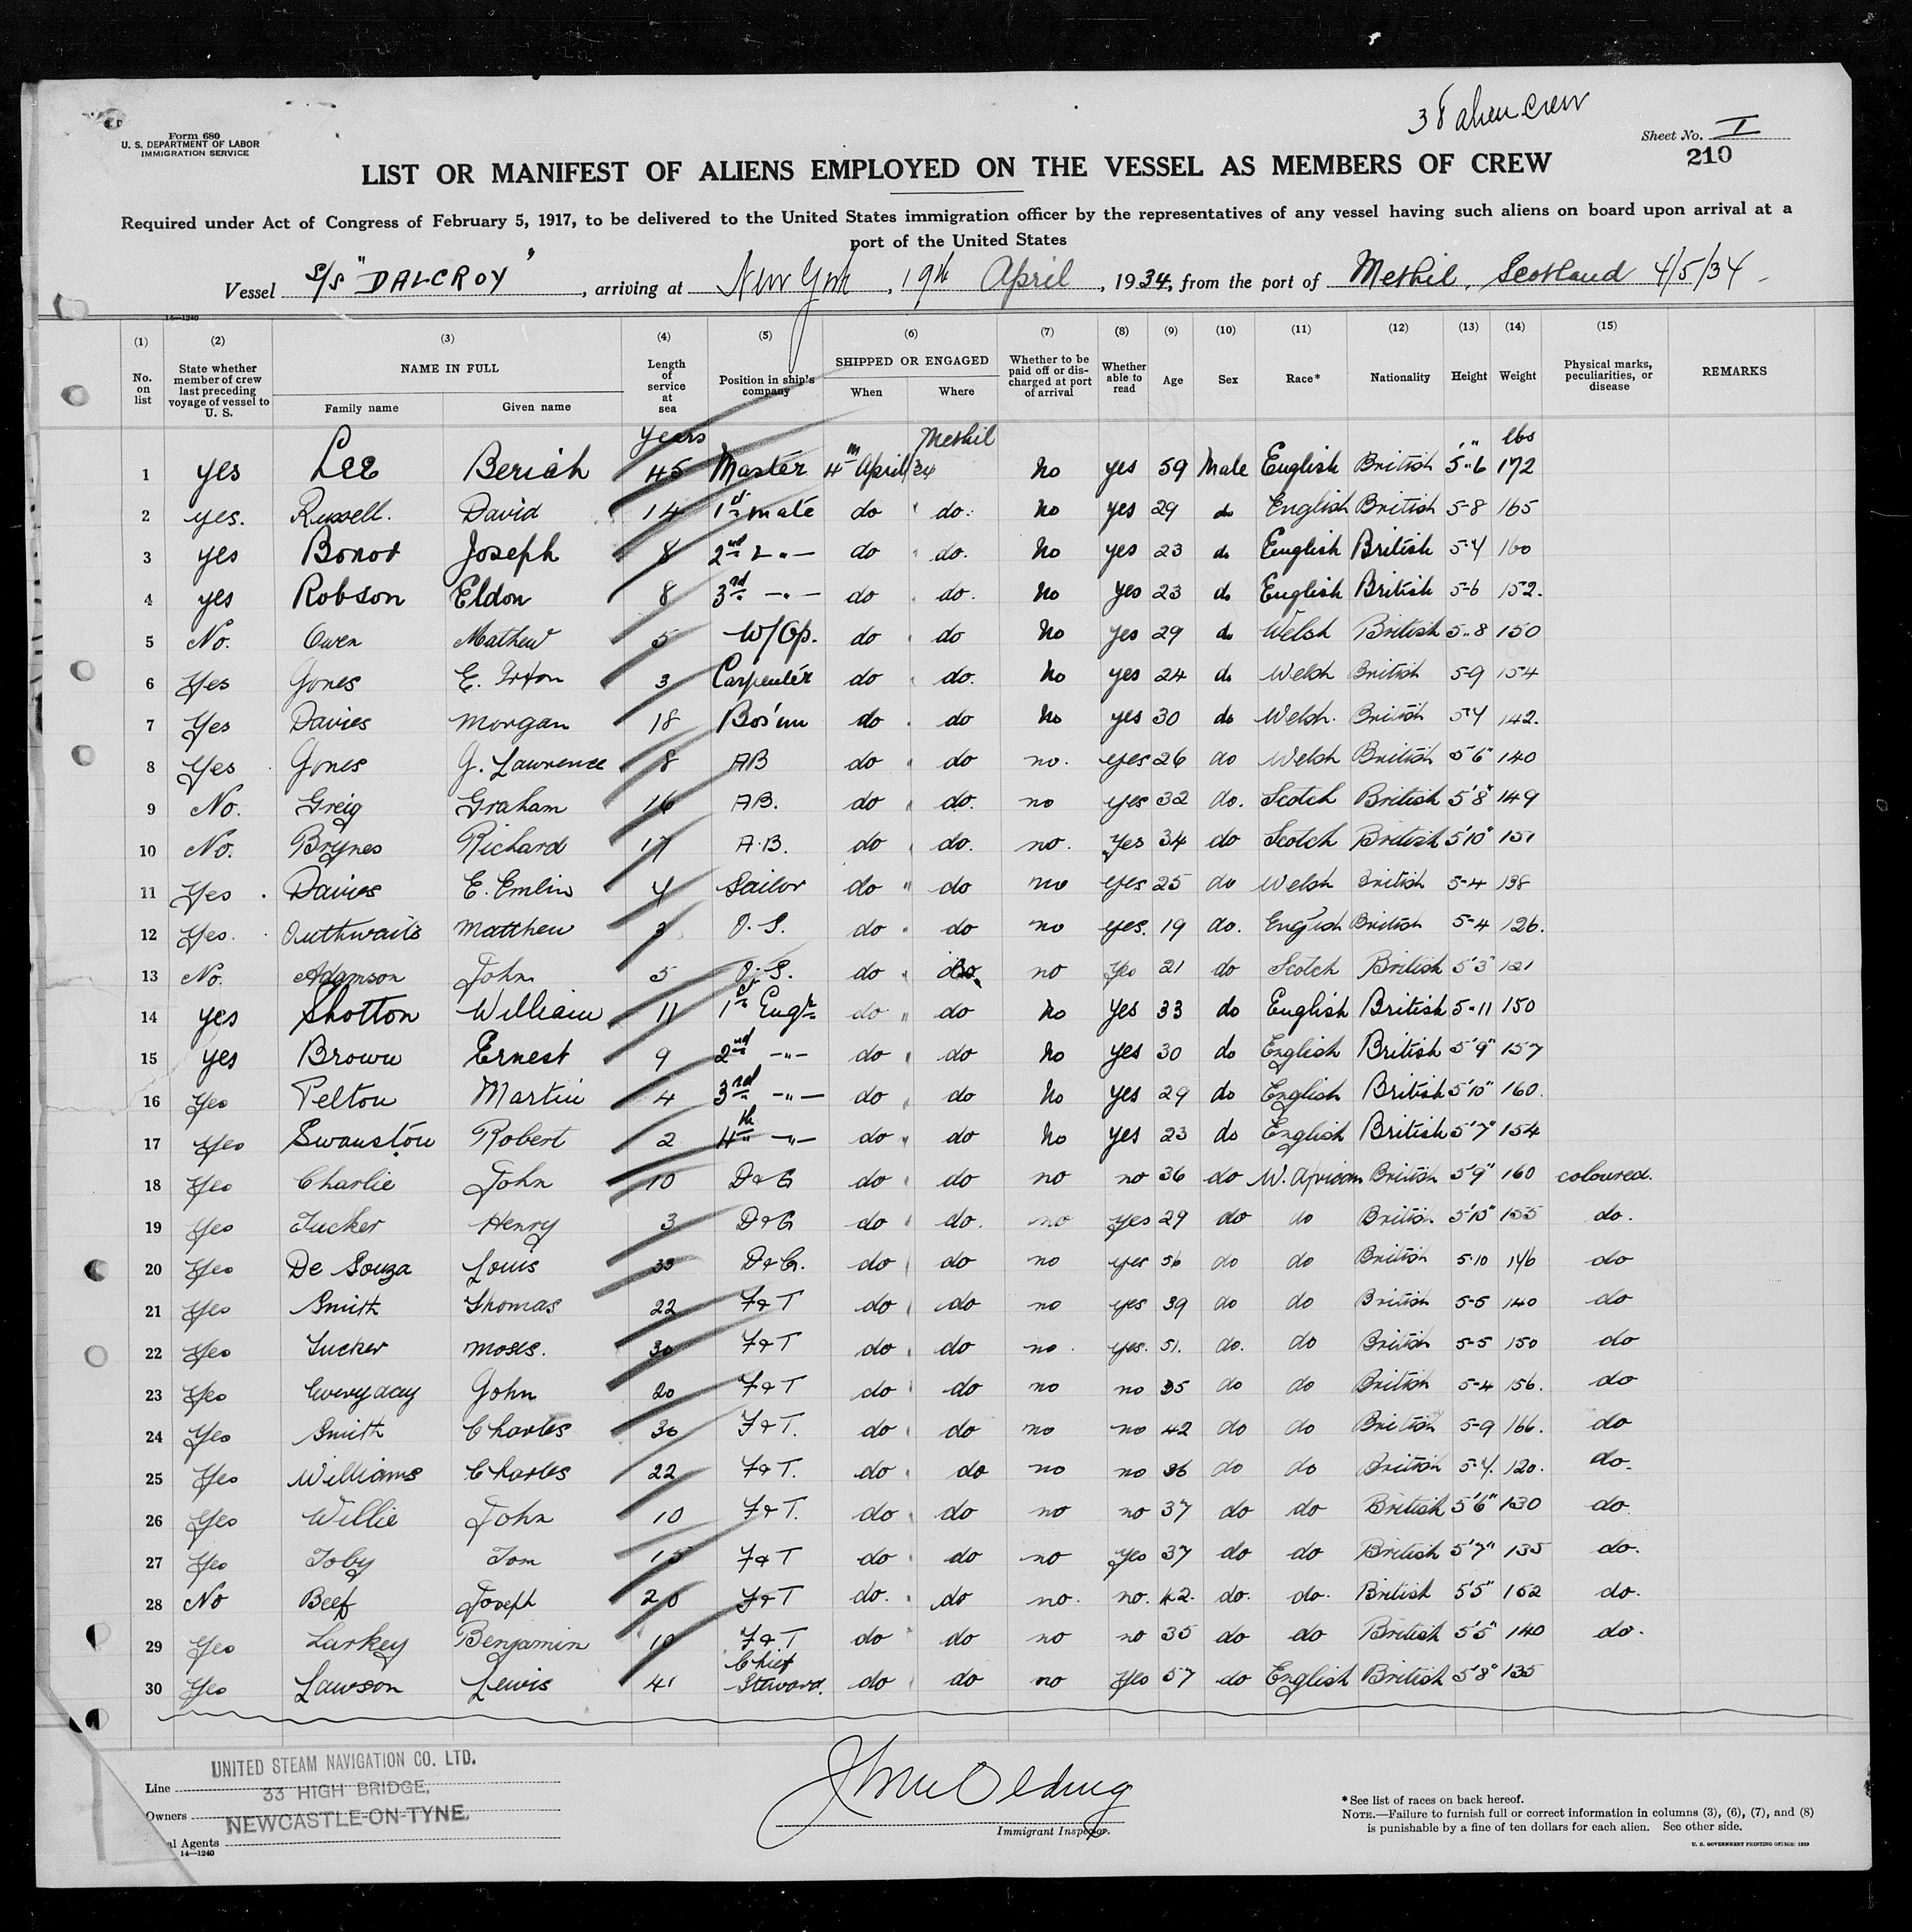 38 alien crew
Form 680
U. S. DEPARTMENT OF LABOR
IMMIGRATION SERVICE
Sheet No. I
210
LIST OR MANIFEST OF ALIENS EMPLOYED ON THE VESSEL AS MEMBERS OF CREW
Required under Act of Congress of February 5, 1917, to be delivered to the United States immigration officer by the representatives of any vessel having such aliens on board upon arrival at a
port of the United States
Vessel S/S "DALCROY", arriving at New York, 19th April, 1934, from the port of Methil, Scotland 4/5/34
14—1240
(1) (2) (3) (4) (5) (6) (7) (8) (9) (10) (11) (12) (13) (14) (15)
No. on list State whether member of crew last preceding voyage of vessel to U. S. NAME IN FULL Family name Given name Length of service at sea Position in ship's company SHIPPED OR ENGAGED When Where Whether to be paid off or discharged at port of arrival Whether able to read Age Sex Race* Nationality Height Weight Physical marks, peculiarities, or disease REMARKS
years Methil ' " lbs
1 yes Lee Beriah 45 Master 4th April/34 No yes 59 Male English British 5"6 172
2 yes. Russell. David 14 1st mate do " do. No yes 29 do English British 5-8 165
3 yes Bonot Joseph 8 2nd -"- do " do. No yes 23 do English British 5-4 160
4 yes Robson Eldon 8 3rd -"- do " do. No yes 23 do English British 5-6 152.
5 No. Owen Mathew 5 W/Op. do " do No yes 29 do Welsh British 5-8 150
6 Yes Jones E. 3 Carpenter do " do. No yes 24 do Welsh British 5-9 154
7 Yes Davies Morgan 18 Bos'un do " do No yes 30 do Welsh. British 5-4 142.
8 Yes Jones J. Lawrence 8 AB do " do no. yes 26 do Welsh British 5'6" 140
9 No. Greig Graham 16 AB. do " do. no yes 32 do. Scotch British 5'8" 149
10 No. Brynes Richard 17 A.B. do " do. no. Yes 34 do Scotch British 5'10" 151
11 Yes Davies E. Emlin 4 Sailor do " do no yes 25 do Welsh British 5-4 138
12 Yes. Outhwaite Matthew 3 O. S. do " do no yes. 19 do. English British 5-4 126.
13 No. Adamson John 5 O. S. do " do no yes 21 do Scotch British 5'3" 121
14 yes Shotton William 11 1st Engr do " do No yes 33 do English British 5-11 150
15 yes Brown Ernest 9 2nd -"- do " do No yes 30 do English British 5'9" 157
16 Yes Pelton Martin 4 3rd -"- do " do No yes 29 do English British 5'10" 160.
17 Yes Swanston Robert 2 4th -"- do " do No yes 23 do English British 5'7" 154
18 Yes Charlie John 10 D&G do " do no no 36 do W. African British 5'9" 160 coloured.
19 Yes Tucker Henry 3 D&G do " do. no yes 29 do do British. 5'10" 155 do.
20 Yes De Souza Louis 35 D&G. do " do no yes 56 do do British 5-10 146 do
21 Yes Smith Thomas 22 F&T do " do no yes 39 do do British 5-5 140 do
22 Yes Tucker Moses. 30 F&T do " do no. yes. 51. do. do British 5-5 150 do
23 Yes Everyday John 20 F&T do " do no no 35 do do British 5-4 156. do
24 Yes Smith Charles 30 F&T. do " do no no 42 do do British 5-9 166. do
25 Yes Williams Charles 22 F&T. do " do no no 36 do do British 5-4. 120. do.
26 Yes Willie John 10 F&T. do " do no no 37 do do British 5'6" 130 do.
27 Yes Toby Tom 15 F&T do " do no Yes 37 do do British 5'7" 135 do.
28 No Beef Joseph 20 F&T do. " do no. no. 42. do. do. British 5'5" 152 do.
29 Yes Larkey Benjamin 10 F&T do " do no no 35 do do British 5'5" 140 do.
30 Yes Lawson Lewis 41 Chief Steward. do " do no Yes 57 do English British 5'8" 135
Line UNITED STEAM NAVIGATION CO. LTD.
33 HIGH BRIDGE,
Owners NEWCASTLE-ON-TYNE.
al Agents
14—1240
Immigrant Inspector.
*See list of races on back hereof.
NOTE.—Failure to furnish full or correct information in columns (3), (6), (7), and (8)
is punishable by a fine of ten dollars for each alien. See other side.
U. S. GOVERNMENT PRINTING OFFICE: 1929